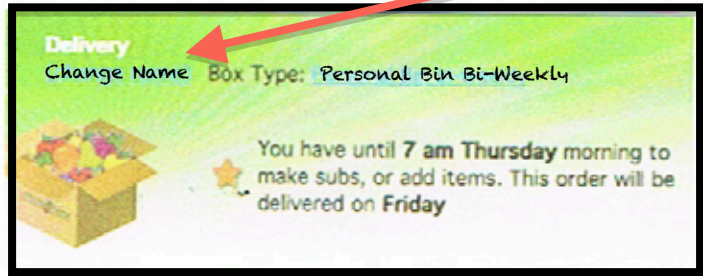 Delivery
Change Name Box Type: Personal Bin Bi-Weekly
You have until 7 am Thursday morning to
make subs, or add items. This order will be
delivered on Friday